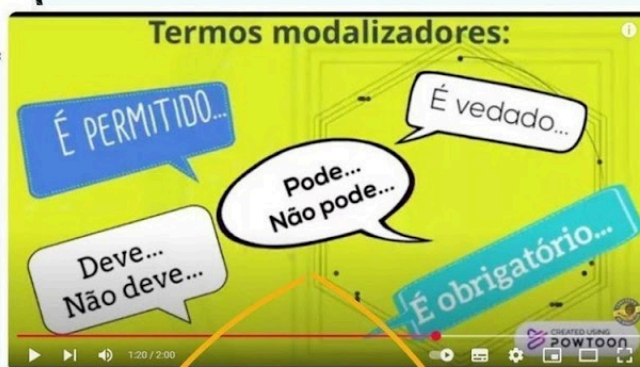 Termos modalizadores:
É PERMITIDO...
É vedado...
Pode...
Não pode...
Deve...
Não deve...
É obrigatório...
CREATED USING
POWTOON
1:20 / 2:00